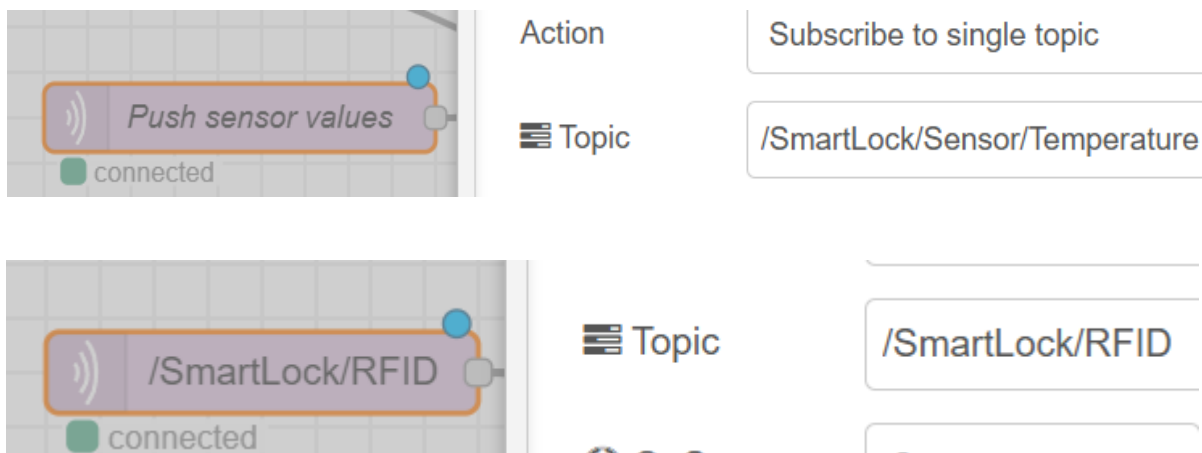 Action
Subscribe to single topic
Push sensor values
Topic
/SmartLock/Sensor/Temperature
connected
/SmartLock/RFID
Topic
/SmartLock/RFID
connected